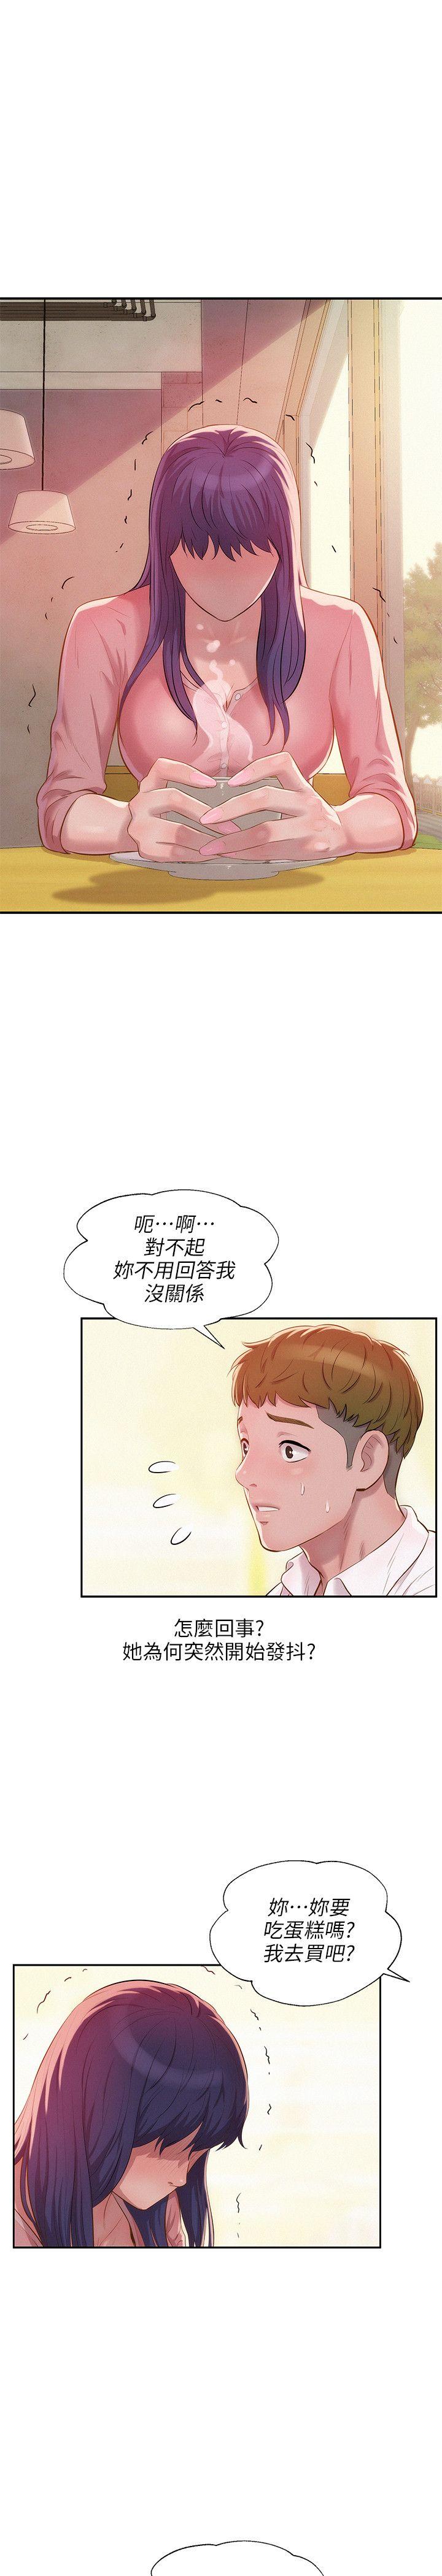 呃…啊…
對不起
妳不用回答我
沒關係
怎麼回事?
她為何突然開始發抖?
妳…妳要
吃蛋糕嗎?
我去買吧?